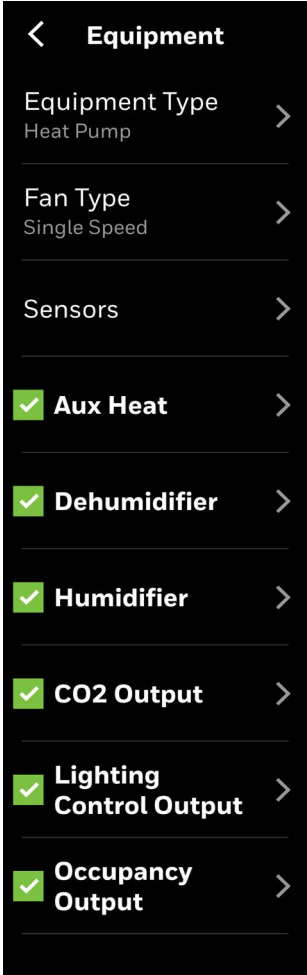 Equipment
Equipment Type
Heat Pump
Fan Type
Single Speed
Sensors
Aux Heat
Dehumidifier
Humidifier
CO2 Output
Lighting
Control Output
Occupancy
Output